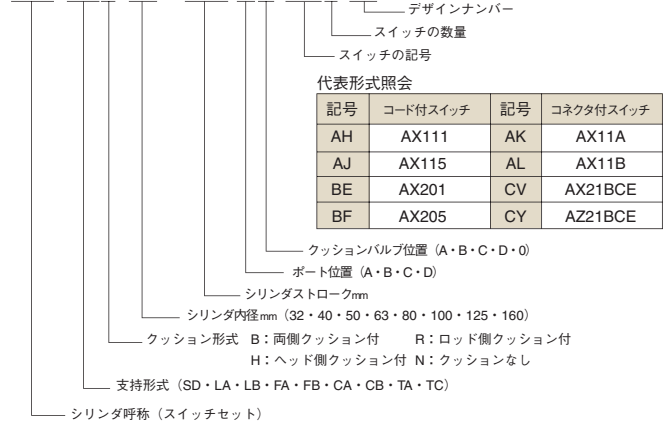 デザインナンバー
スイッチの数量
スイッチの記号
代表形式照会
記号 コード付スイッチ 記号 コネクタ付スイッチ
AH AX111 AK AX11A
AJ AX115 AL AX11B
BE AX201 CV AX21BCE
BF AX205 CY AZ21BCE
クッションバルブ位置（A・B・C・D・0）
ポート位置（A・B・C・D）
シリンダストロークmm
シリンダ内径mm（32・40・50・63・80・100・125・160）
クッション形式 B：両側クッション付 R：ロッド側クッション付
H：ヘッド側クッション付 N：クッションなし
支持形式（SD・LA・LB・FA・FB・CA・CB・TA・TC）
シリンダ呼称（スイッチセット）